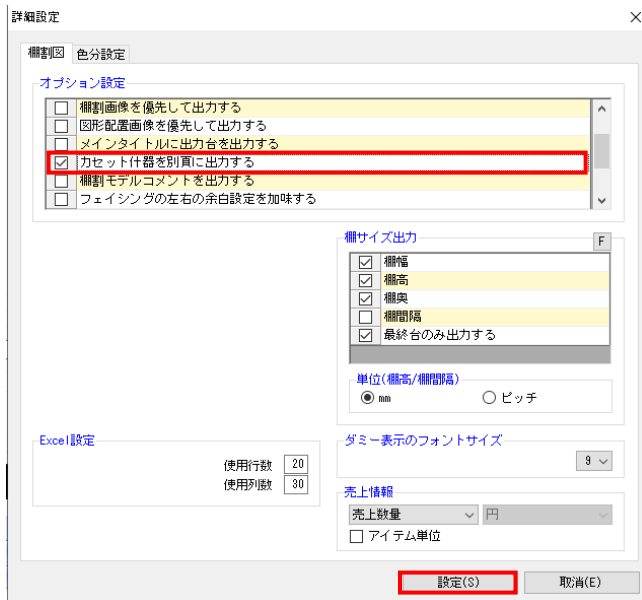 詳細設定
棚割図 色分設定
オプション設定
棚割画像を優先して出力する
図形配置画像を優先して出力する
メインタイトルに出力台を出力する
カセット什器を別頁に出力する
棚割モデルコメントを出力する
フェイシングの左右の余白設定を加味する
棚サイズ出力 F
棚幅
棚高
棚奥
棚間隔
最終台のみ出力する
単位(棚高/棚間隔)
mm ピッチ
Excel設定
使用行数 20
使用列数 30
ダミー表示のフォントサイズ
9
売上情報
売上数量 円
アイテム単位
設定(S) 取消(E)